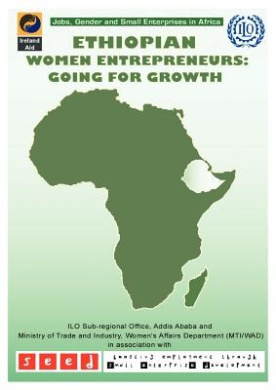 Jobs, Gender and Small Enterprises in Africa
Ireland
Aid
ILO
ETHIOPIAN
WOMEN ENTREPRENEURS:
GOING FOR GROWTH
ILO Sub-regional Office, Addis Ababa and
Ministry of Trade and Industry, Women's Affairs Department (MTI/WAD)
in association with
seed
boosting employment through
small enterprise development